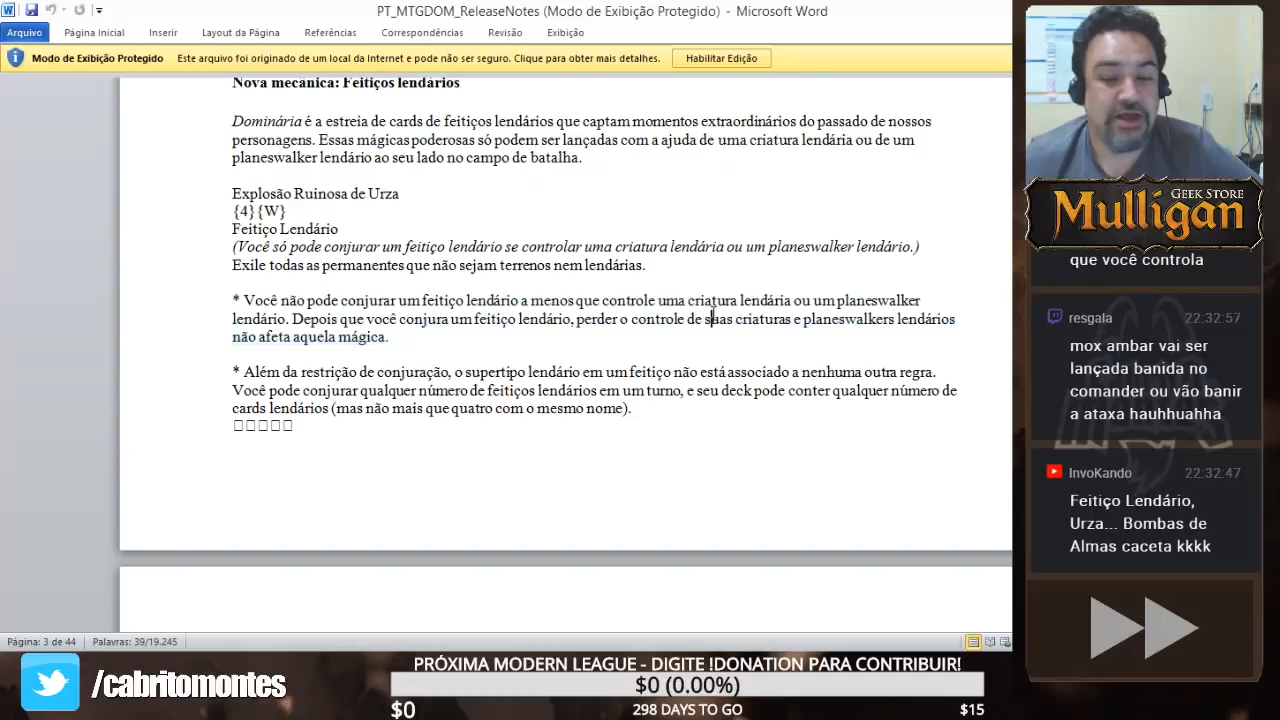 PT_MTGDOM_ReleaseNotes (Modo de Exibição Protegido) - Microsoft Word
Arquivo Página Inicial Inserir Layout da Página Referências Correspondências Revisão Exibição
Modo de Exibição Protegido Este arquivo foi originado de um local da Internet e pode não ser seguro. Clique para obter mais detalhes. Habilitar Edição
Nova mecânica: Feitiços lendários
Dominária é a estreia de cards de feitiços lendários que captam momentos extraordinários do passado de nossos
personagens. Essas mágicas poderosas só podem ser lançadas com a ajuda de uma criatura lendária ou de um
planeswalker lendário ao seu lado no campo de batalha.
Explosão Ruinosa de Urza
{4}{W}
Feitiço Lendário
(Você só pode conjurar um feitiço lendário se controlar uma criatura lendária ou um planeswalker lendário.)
Exile todas as permanentes que não sejam terrenos nem lendárias.
* Você não pode conjurar um feitiço lendário a menos que controle uma criatura lendária ou um planeswalker
lendário. Depois que você conjura um feitiço lendário, perder o controle de suas criaturas e planeswalkers lendários
não afeta aquela mágica.
* Além da restrição de conjuração, o supertipo lendário em um feitiço não está associado a nenhuma outra regra.
Você pode conjurar qualquer número de feitiços lendários em um turno, e seu deck pode conter qualquer número de
cards lendários (mas não mais que quatro com o mesmo nome).
Página: 3 de 44 Palavras: 39/19.245
GEEK STORE
Mulligan
que você controla
resgala 22:32:57
mox ambar vai ser
lançada banida no
comander ou vão banir
a ataxa hauhhuahha
InvoKando 22:32:47
Feitiço Lendário,
Urza... Bombas de
Almas caceta kkkk
/cabritomontes
PRÓXIMA MODERN LEAGUE - DIGITE !DONATION PARA CONTRIBUIR!
$0 (0.00%)
$0 298 DAYS TO GO $15